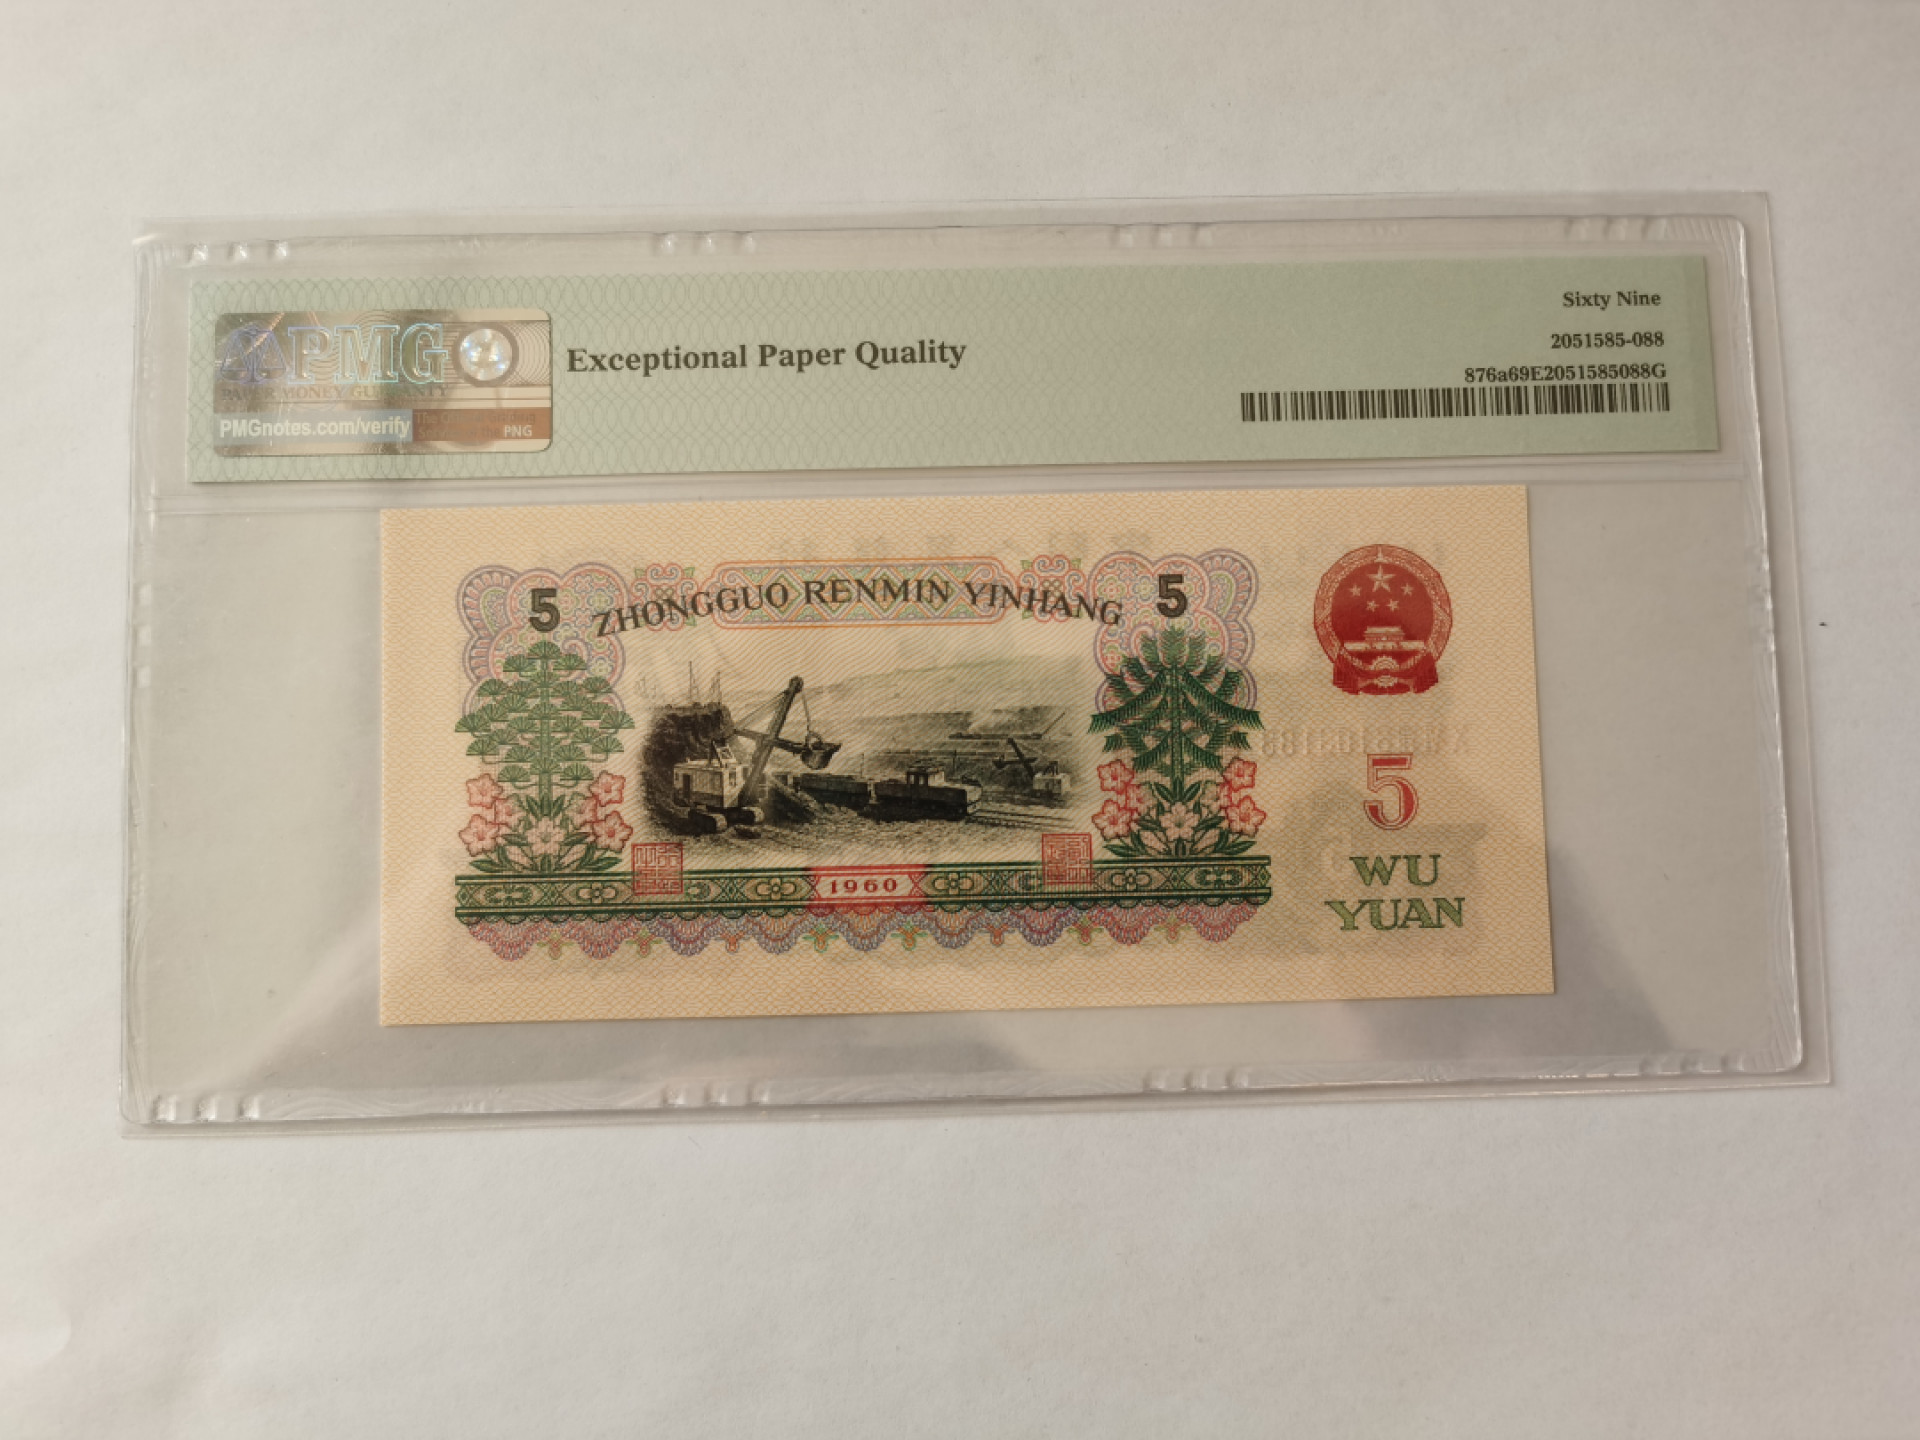 PMG
PAPER MONEY GUARANTY
PMGnotes.com/verify
PNG
Exceptional Paper Quality
Sixty Nine
2051585-088
876a69E2051585088G
5
ZHONGGUO RENMIN YINHANG
5
1960
5
WU
YUAN